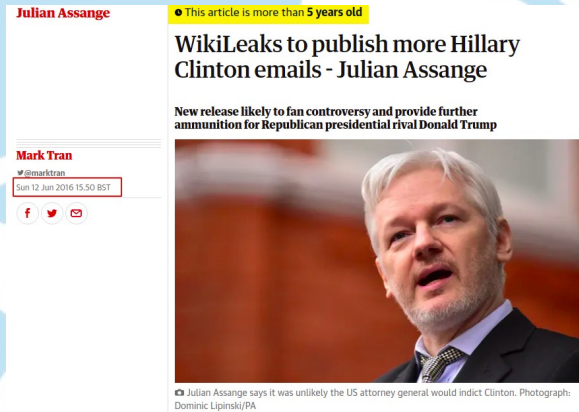 Julian Assange
This article is more than 5 years old
WikiLeaks to publish more Hillary
Clinton emails - Julian Assange
New release likely to fan controversy and provide further
ammunition for Republican presidential rival Donald Trump
Mark Tran
@marktran
Sun 12 Jun 2016 15.50 BST
Julian Assange says it was unlikely the US attorney general would indict Clinton. Photograph:
Dominic Lipinski/PA